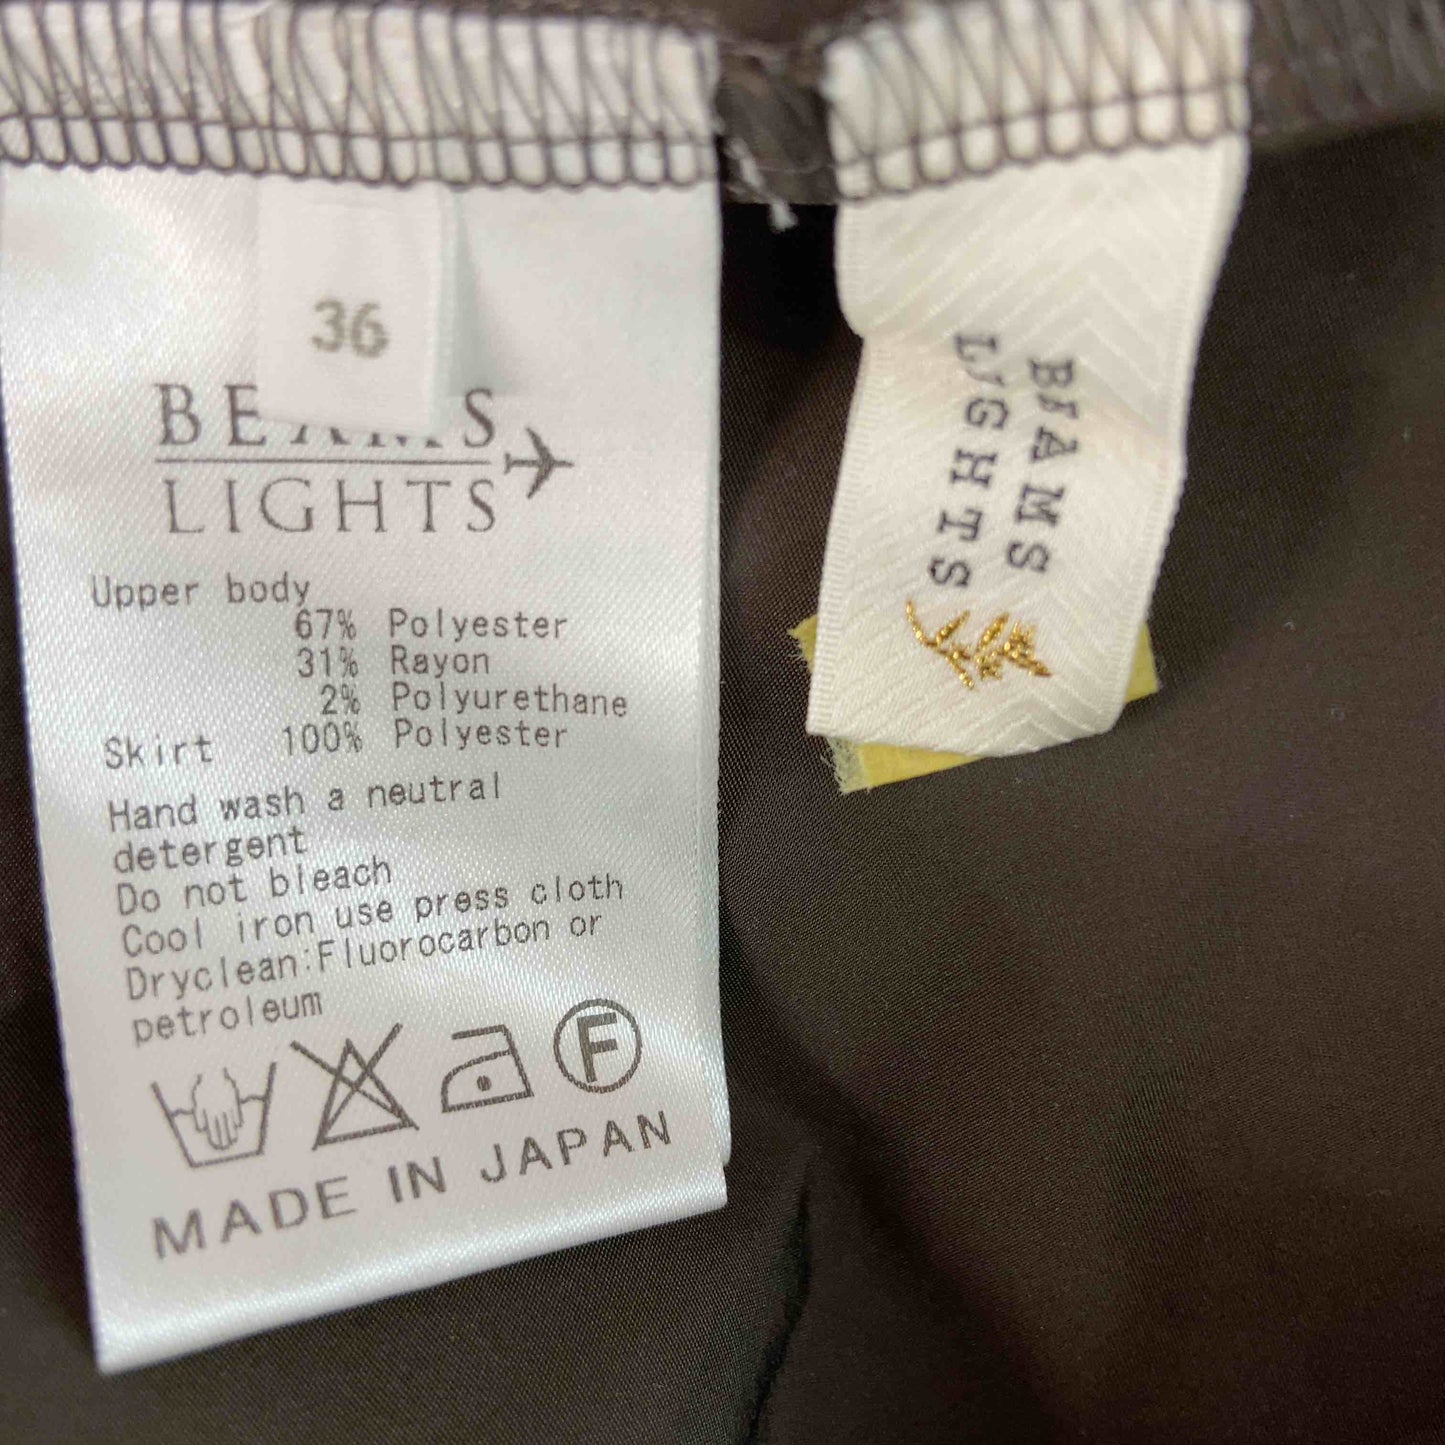 36
BEAMS
LIGHTS
Upper body
67% Polyester
31% Rayon
2% Polyurethane
Skirt 100% Polyester
Hand wash a neutral
detergent
Do not bleach
Cool iron use press cloth
Dryclean:Fluorocarbon or
petroleum
F
MADE IN JAPAN
BEAMS
LIGHTS